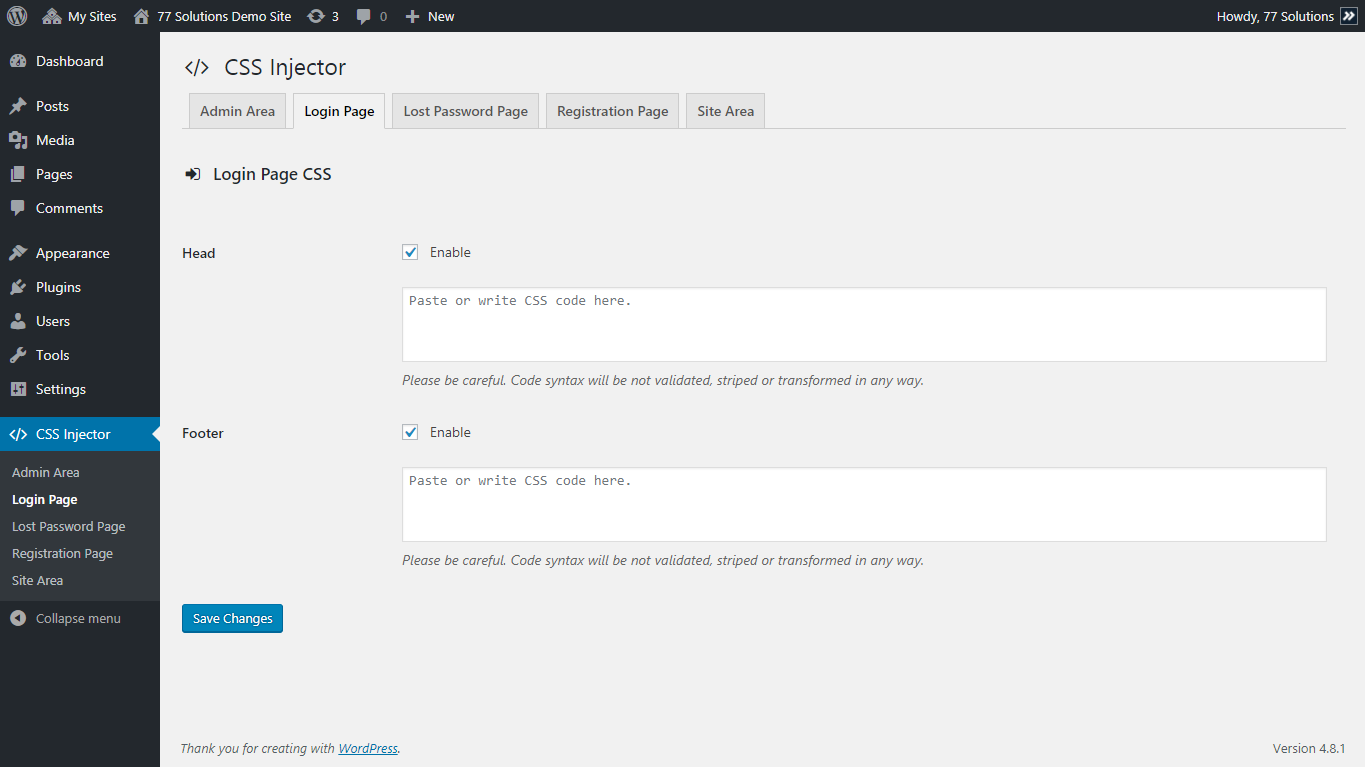 My Sites 77 Solutions Demo Site 3 0 New Howdy, 77 Solutions
Dashboard
Posts
Media
Pages
Comments
Appearance
Plugins
Users
Tools
Settings
CSS Injector
Admin Area
Login Page
Lost Password Page
Registration Page
Site Area
Collapse menu
</> CSS Injector
Admin Area Login Page Lost Password Page Registration Page Site Area
Login Page CSS
Head Enable
Paste or write CSS code here.
Please be careful. Code syntax will be not validated, striped or transformed in any way.
Footer Enable
Paste or write CSS code here.
Please be careful. Code syntax will be not validated, striped or transformed in any way.
Save Changes
Thank you for creating with WordPress. Version 4.8.1